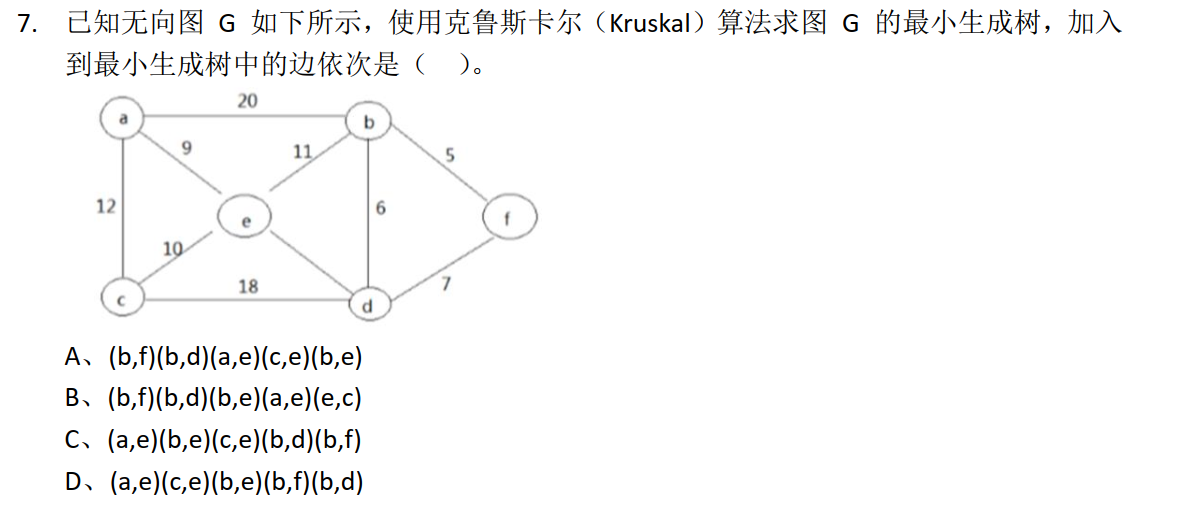 7. 已知无向图 G 如下所示，使用克鲁斯卡尔（Kruskal）算法求图 G 的最小生成树，加入
到最小生成树中的边依次是（ ）。
20
a
b
9
11
5
12
e
6
f
10
18
7
c
d
A、(b,f)(b,d)(a,e)(c,e)(b,e)
B、(b,f)(b,d)(b,e)(a,e)(e,c)
C、(a,e)(b,e)(c,e)(b,d)(b,f)
D、(a,e)(c,e)(b,e)(b,f)(b,d)